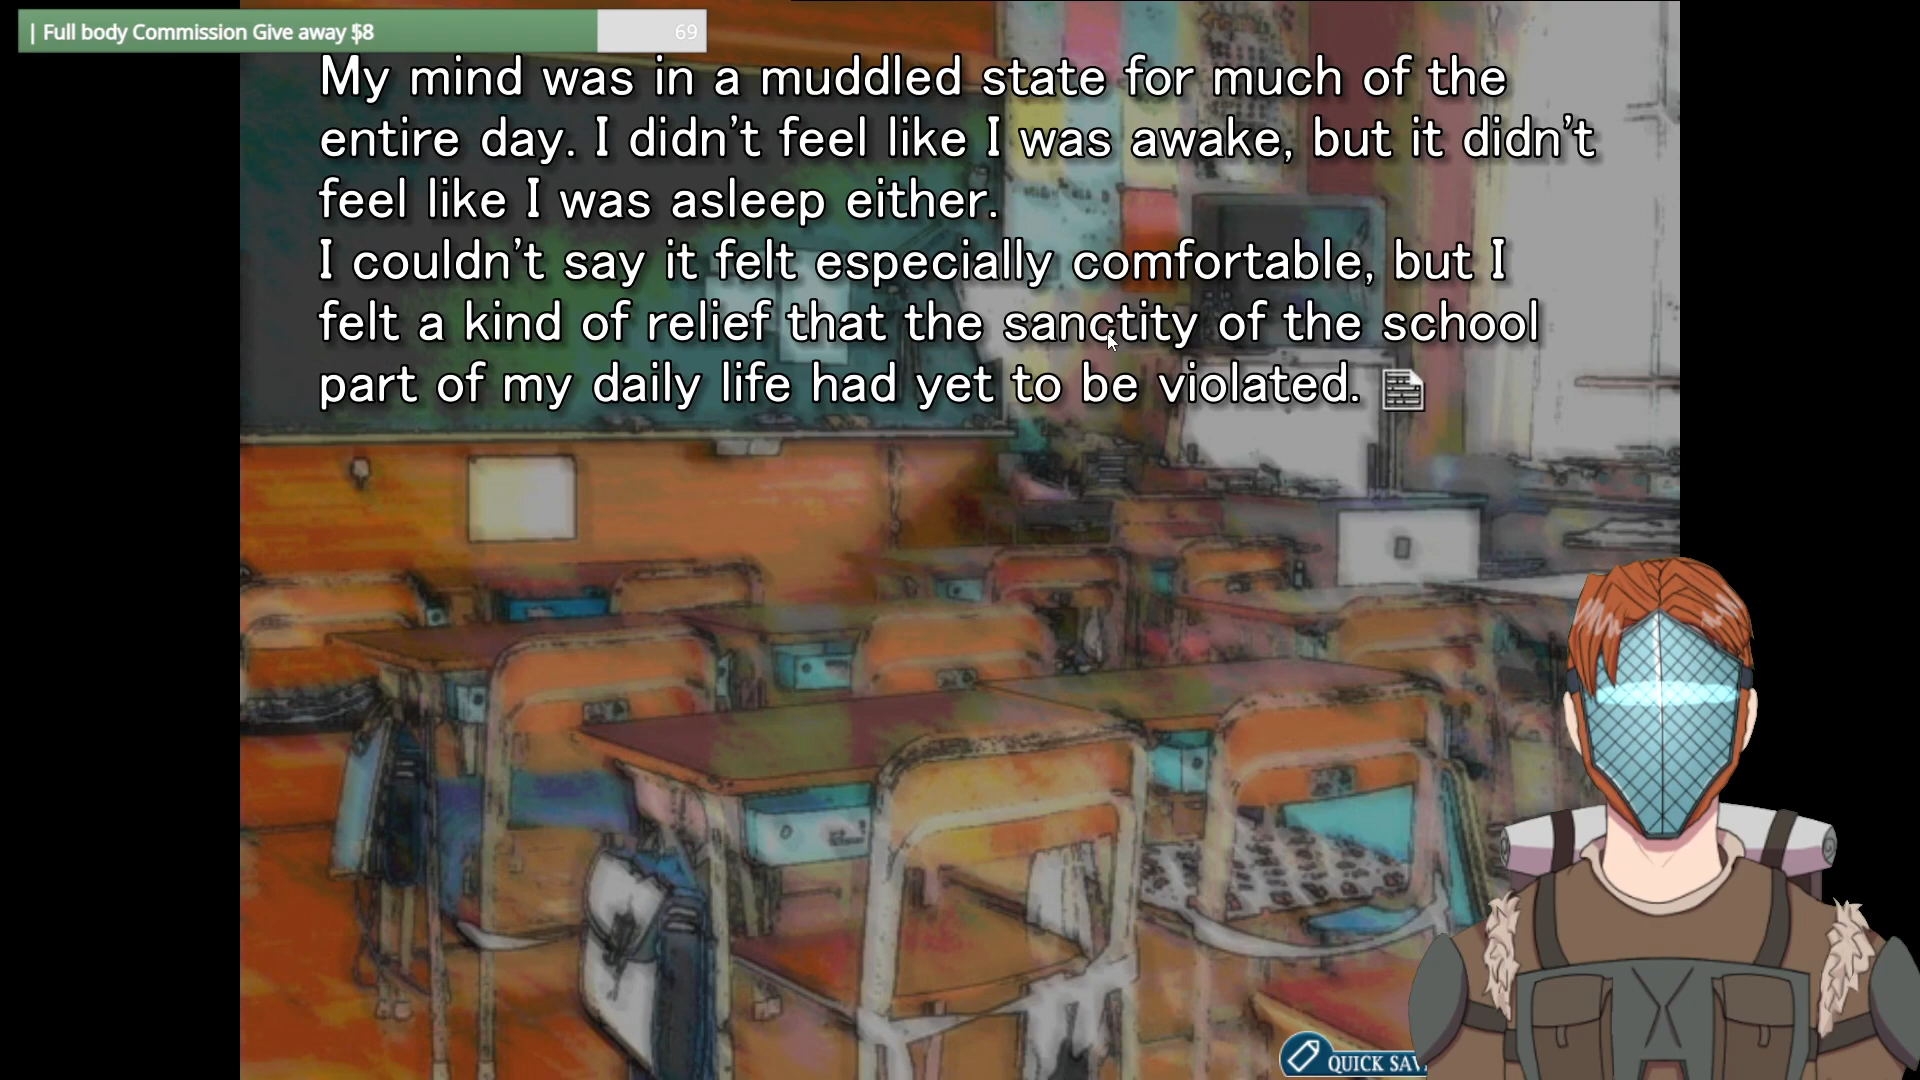 | Full body Commission Give away $8
69
My mind was in a muddled state for much of the
entire day. I didn't feel like I was awake, but it didn't
feel like I was asleep either.
I couldn't say it felt especially comfortable, but I
felt a kind of relief that the sanctity of the school
part of my daily life had yet to be violated.
QUICK SAV